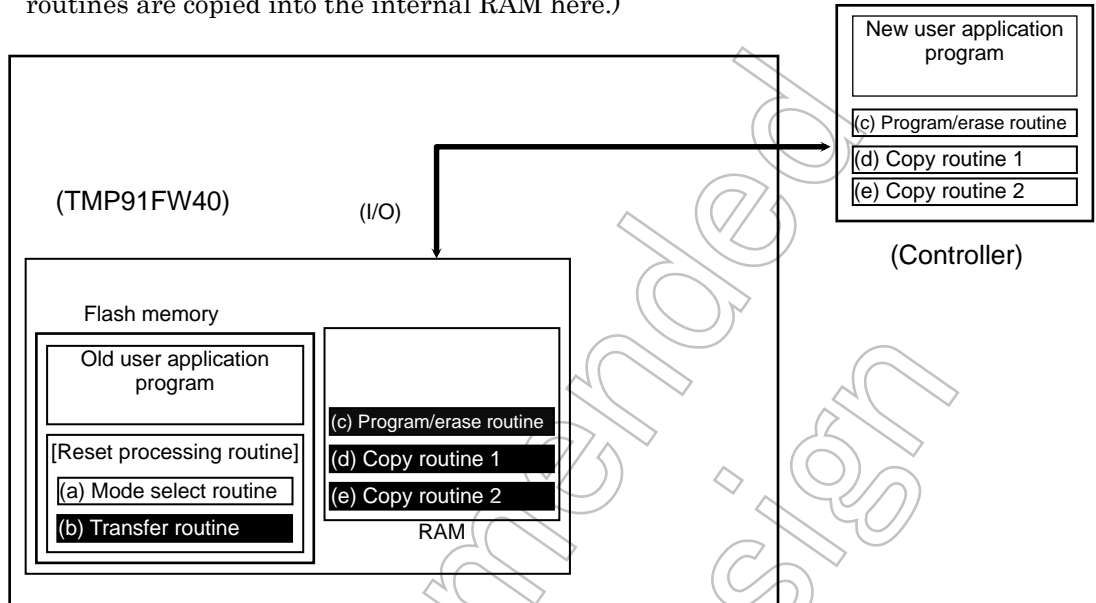 routines are copied into the internal RAM here.)
New user application
program
(c) Program/erase routine
(d) Copy routine 1
(e) Copy routine 2
(Controller)
(TMP91FW40)
(I/O)
Flash memory
Old user application
program
[Reset processing routine]
(a) Mode select routine
(b) Transfer routine
(c) Program/erase routine
(d) Copy routine 1
(e) Copy routine 2
RAM
mended
sign